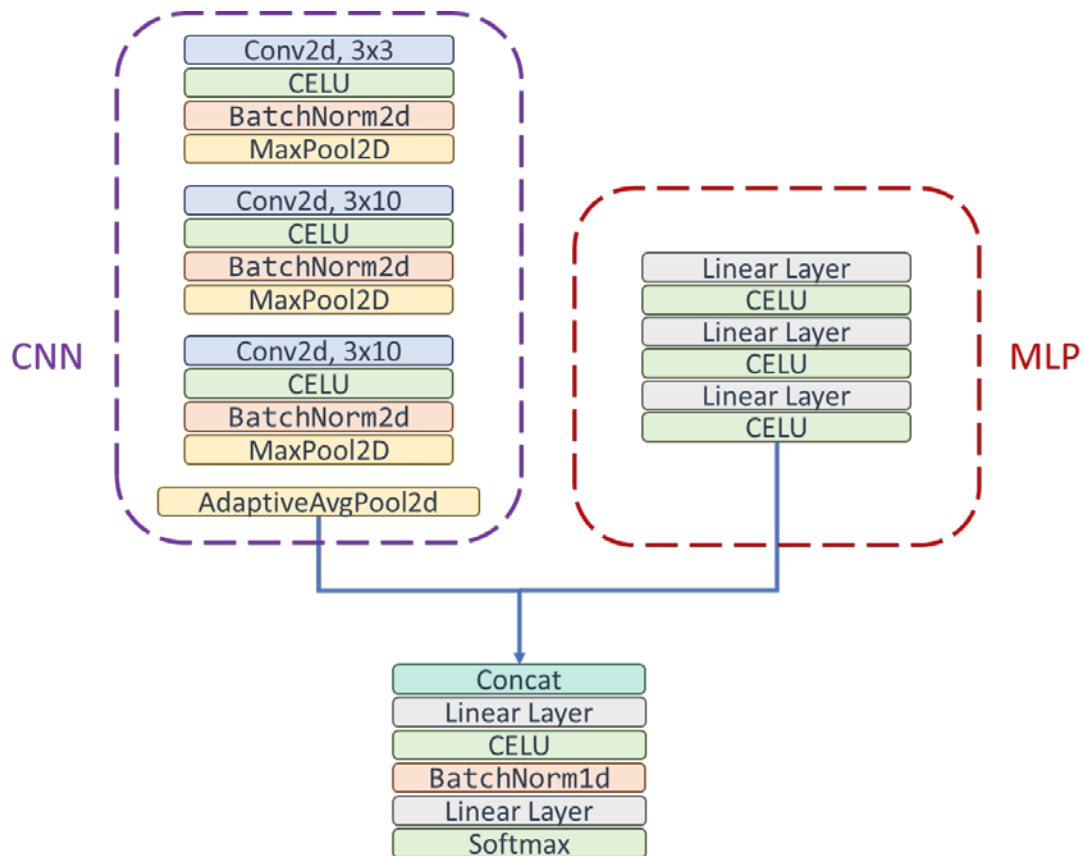 Conv2d, 3x3
CELU
BatchNorm2d
MaxPool2D
Conv2d, 3x10
CELU
BatchNorm2d
MaxPool2D
Conv2d, 3x10
CELU
BatchNorm2d
MaxPool2D
AdaptiveAvgPool2d
CNN
Linear Layer
CELU
Linear Layer
CELU
Linear Layer
CELU
MLP
Concat
Linear Layer
CELU
BatchNorm1d
Linear Layer
Softmax